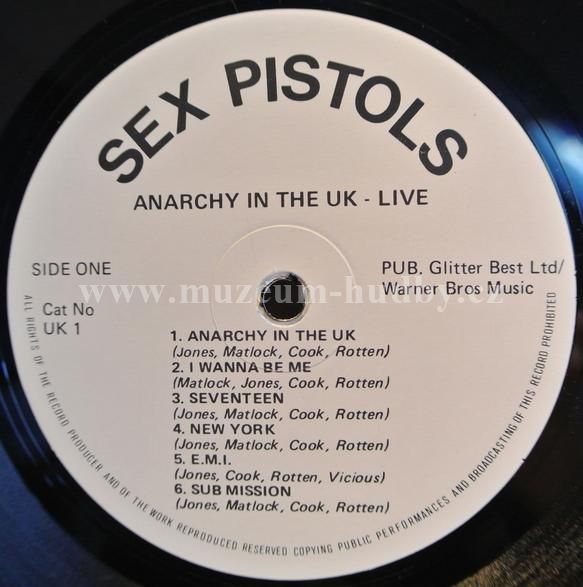 SEX PISTOLS
ANARCHY IN THE UK - LIVE
SIDE ONE
PUB. Glitter Best Ltd/
Warner Bros Music
Cat No
UK 1
www.muzeum-hudby.cz
1. ANARCHY IN THE UK
(Jones, Matlock, Cook, Rotten)
2. I WANNA BE ME
(Matlock, Jones, Cook, Rotten)
3. SEVENTEEN
(Jones, Matlock, Cook, Rotten)
4. NEW YORK
(Jones, Matlock, Cook, Rotten)
5. E.M.I.
(Jones, Cook, Rotten, Vicious)
6. SUB MISSION
(Jones, Matlock, Cook, Rotten)
ALL RIGHTS OF THE RECORD PRODUCER AND OF THE WORK REPRODUCED RESERVED COPYING PUBLIC PERFORMANCES AND BROADCASTING OF THIS RECORD PROHIBITED